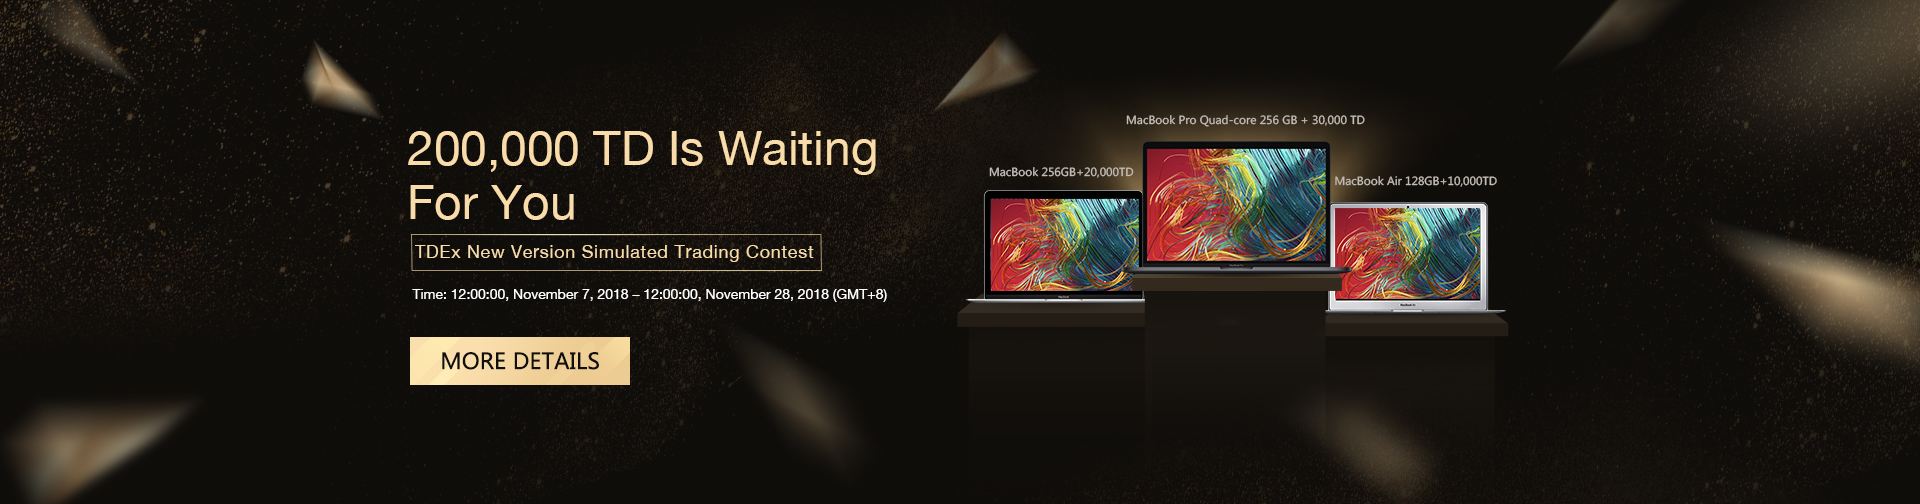 200,000 TD Is Waiting
For You
TDEx New Version Simulated Trading Contest
Time: 12:00:00, November 7, 2018 – 12:00:00, November 28, 2018 (GMT+8)
MORE DETAILS
MacBook Pro Quad-core 256 GB + 30,000 TD
MacBook 256GB+20,000TD
MacBook Air 128GB+10,000TD